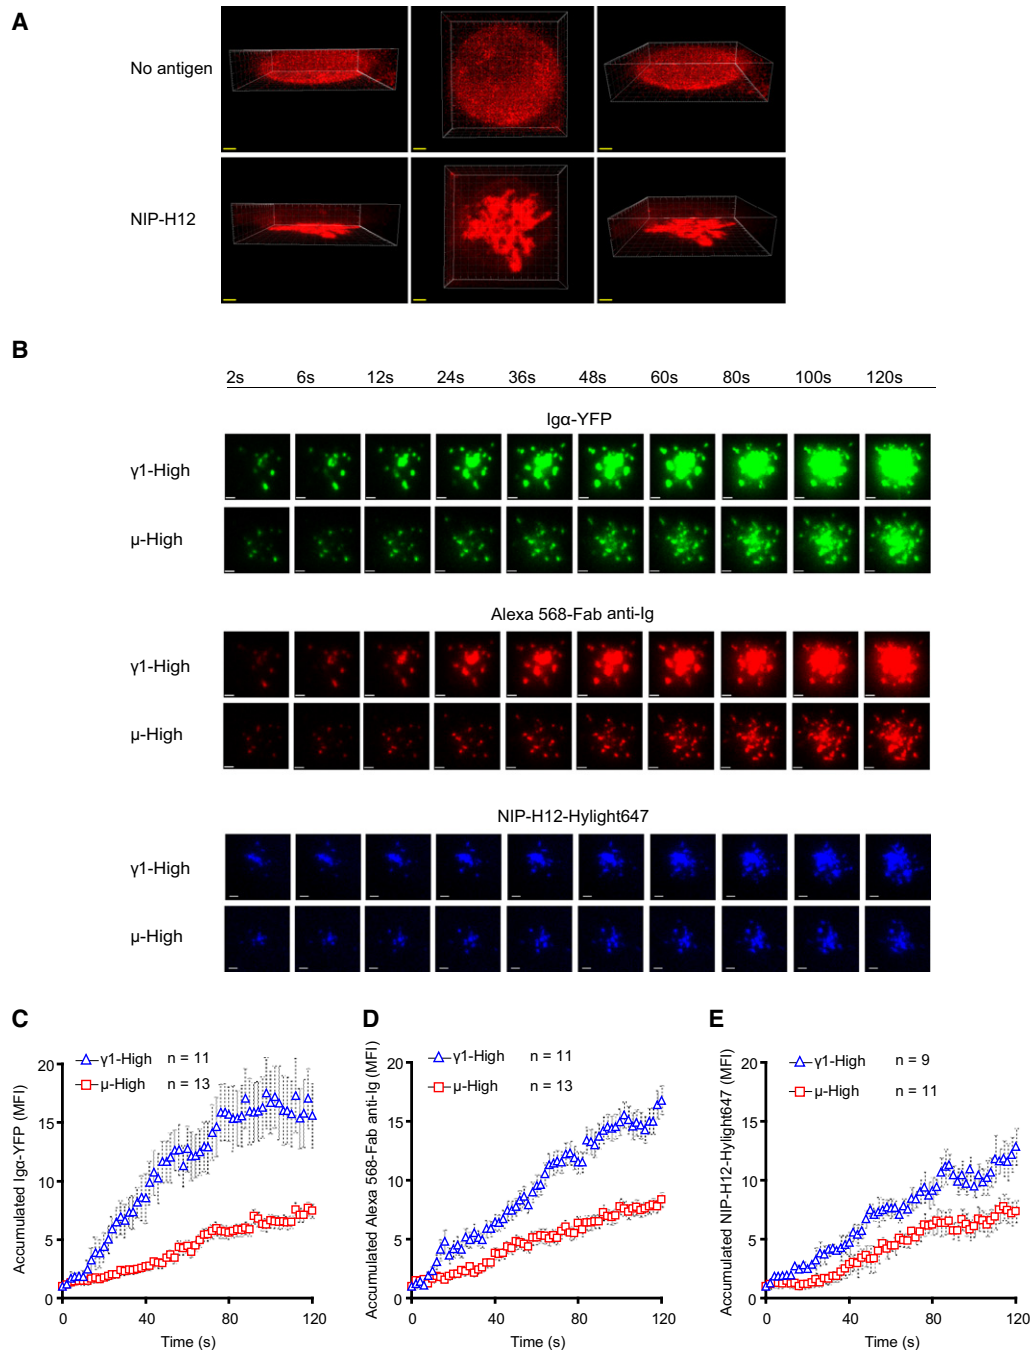 A
No antigen
NIP-H12
B
2s 6s 12s 24s 36s 48s 60s 80s 100s 120s
Igα-YFP
γ1-High
μ-High
Alexa 568-Fab anti-Ig
γ1-High
μ-High
NIP-H12-Hylight647
γ1-High
μ-High
C
Accumulated Igα-YFP (MFI)
γ1-High n = 11
μ-High n = 13
20
15
10
5
0
0 40 80 120
Time (s)
D
Accumulated Alexa 568-Fab anti-Ig (MFI)
γ1-High n = 11
μ-High n = 13
20
15
10
5
0
0 40 80 120
Time (s)
E
Accumulated NIP-H12-Hylight647 (MFI)
γ1-High n = 9
μ-High n = 11
20
15
10
5
0
0 40 80 120
Time (s)